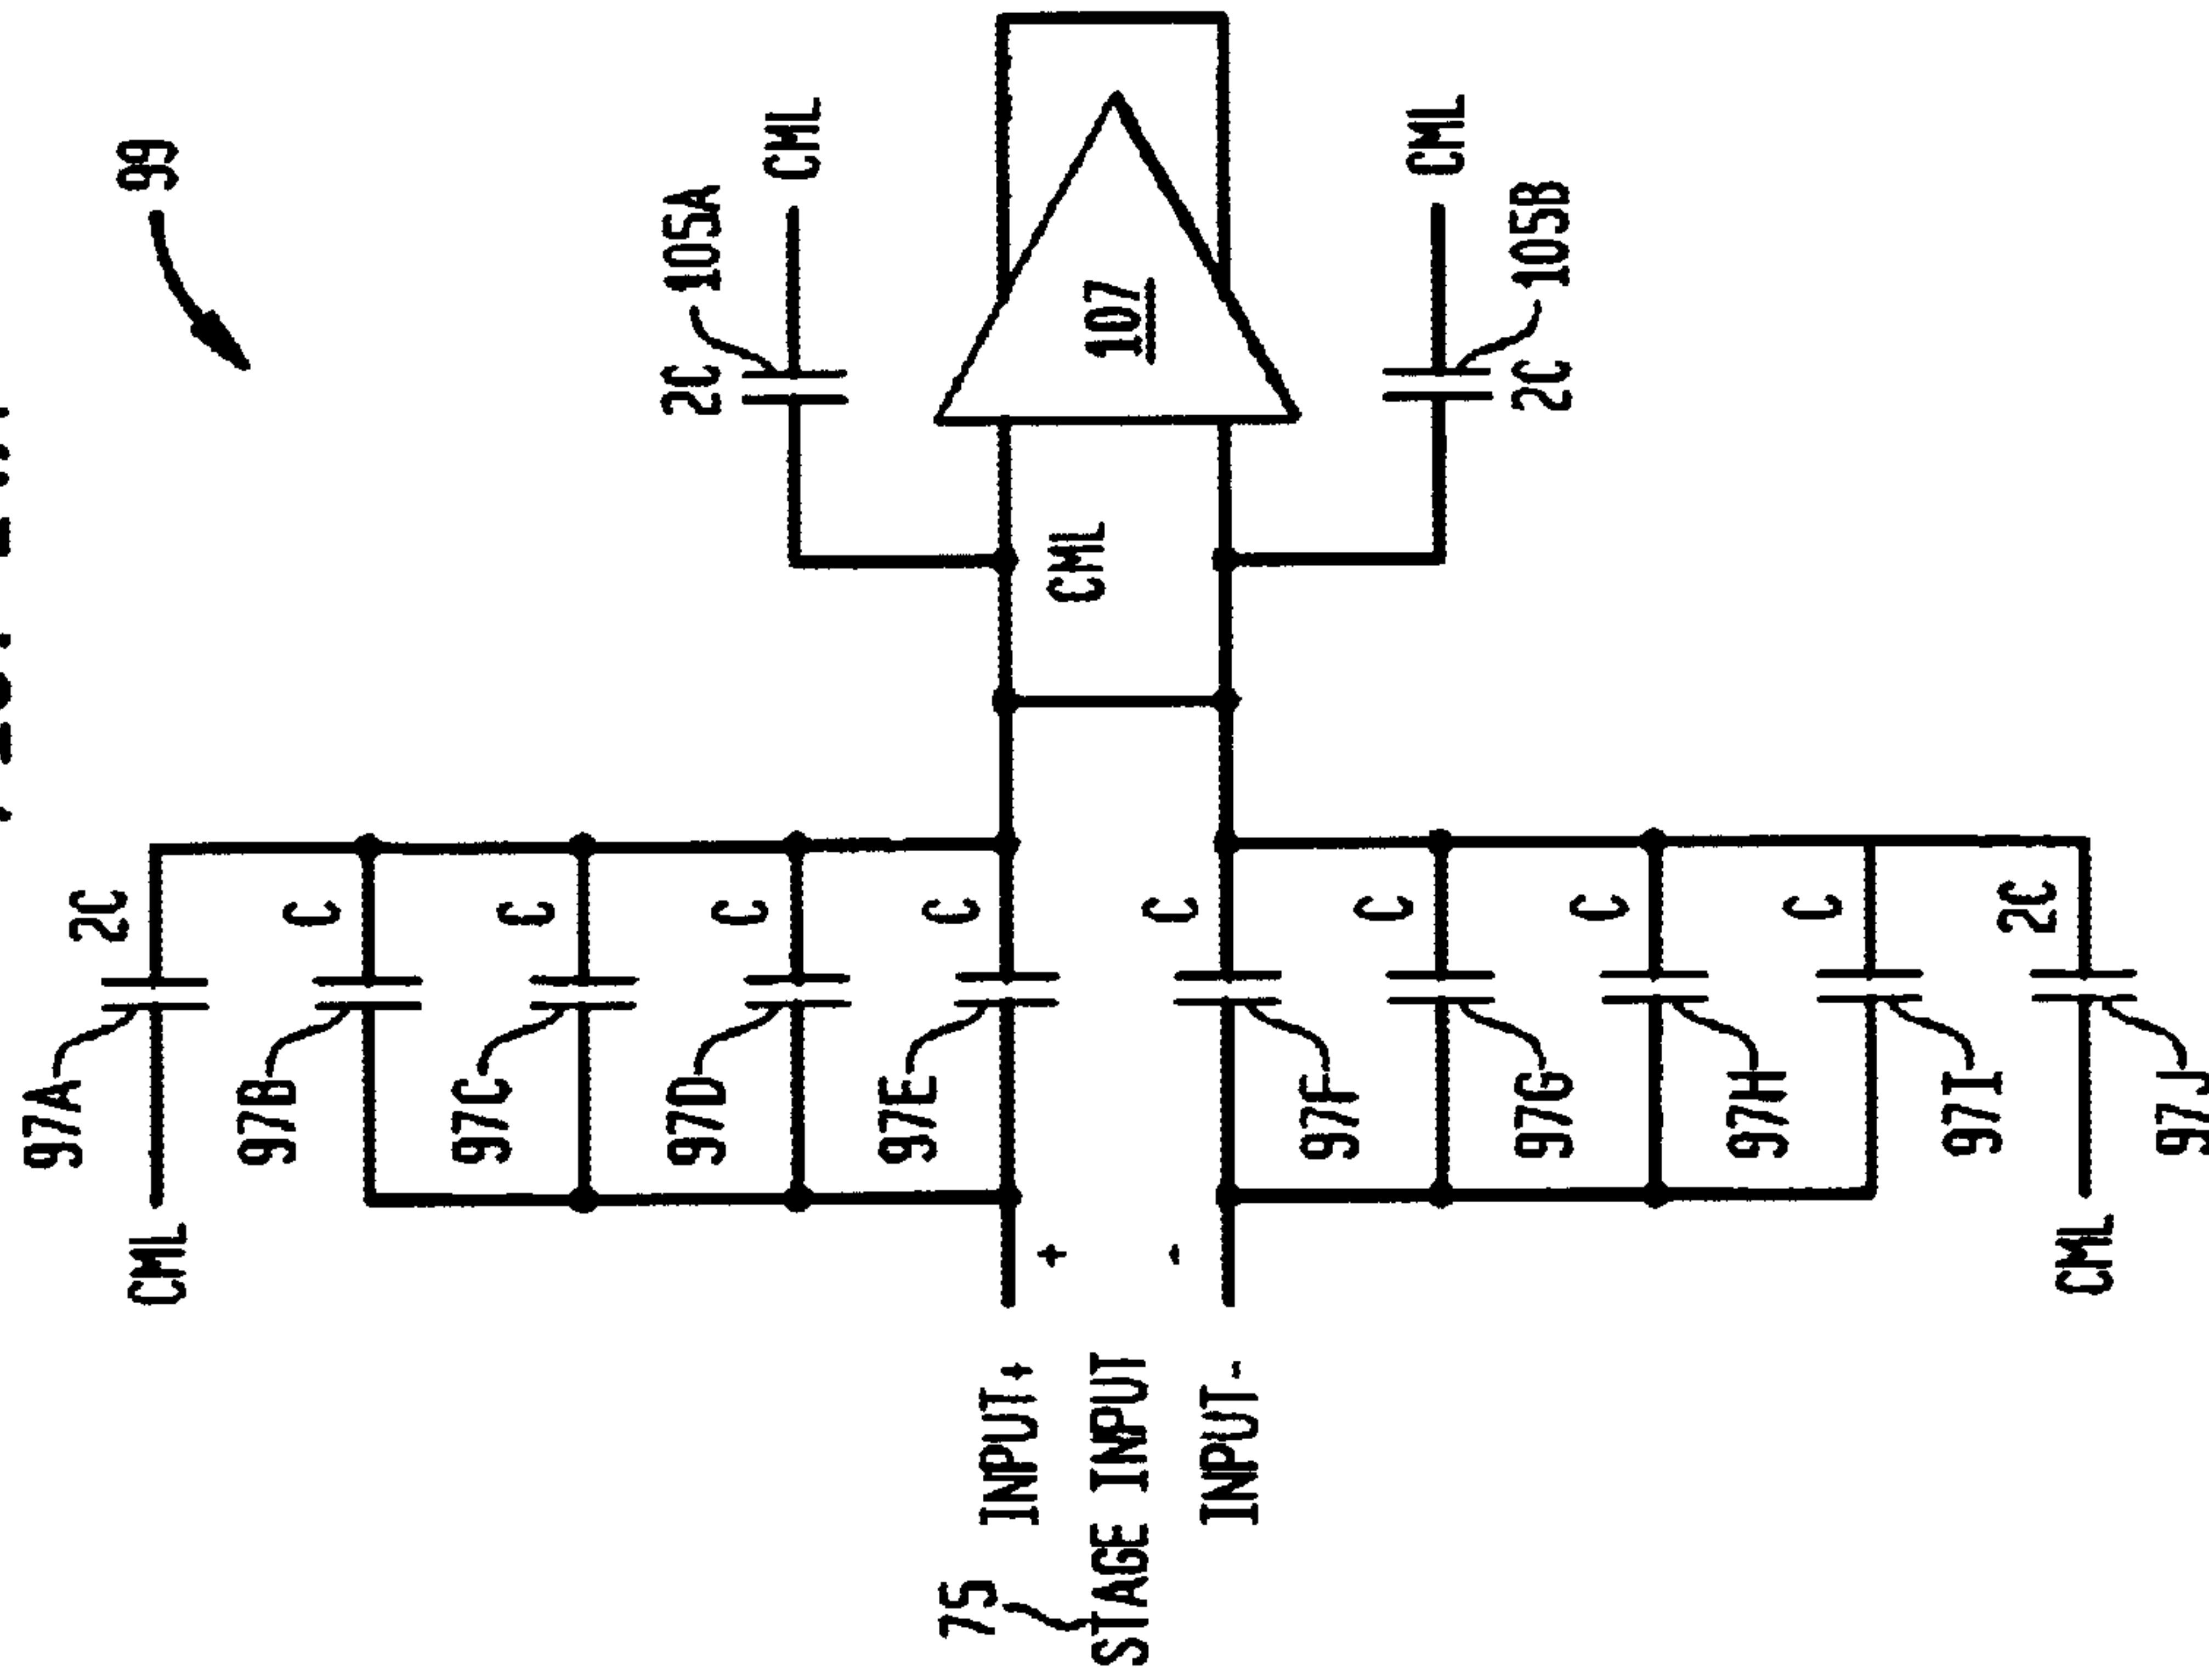 99
97A
2C
97B
C
97C
C
97D
C
97E
C
97F
C
97G
C
97H
C
97I
C
97J
2C
CML
CML
2C 105A
CML
CML
107
2C 105B
CML
+
-
INPUT+
75
STAGE INPUT
INPUT-